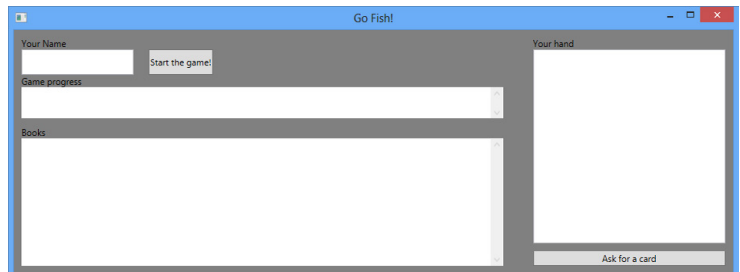 Go Fish!
Your Name
Start the game!
Game progress
Books
Your hand
Ask for a card